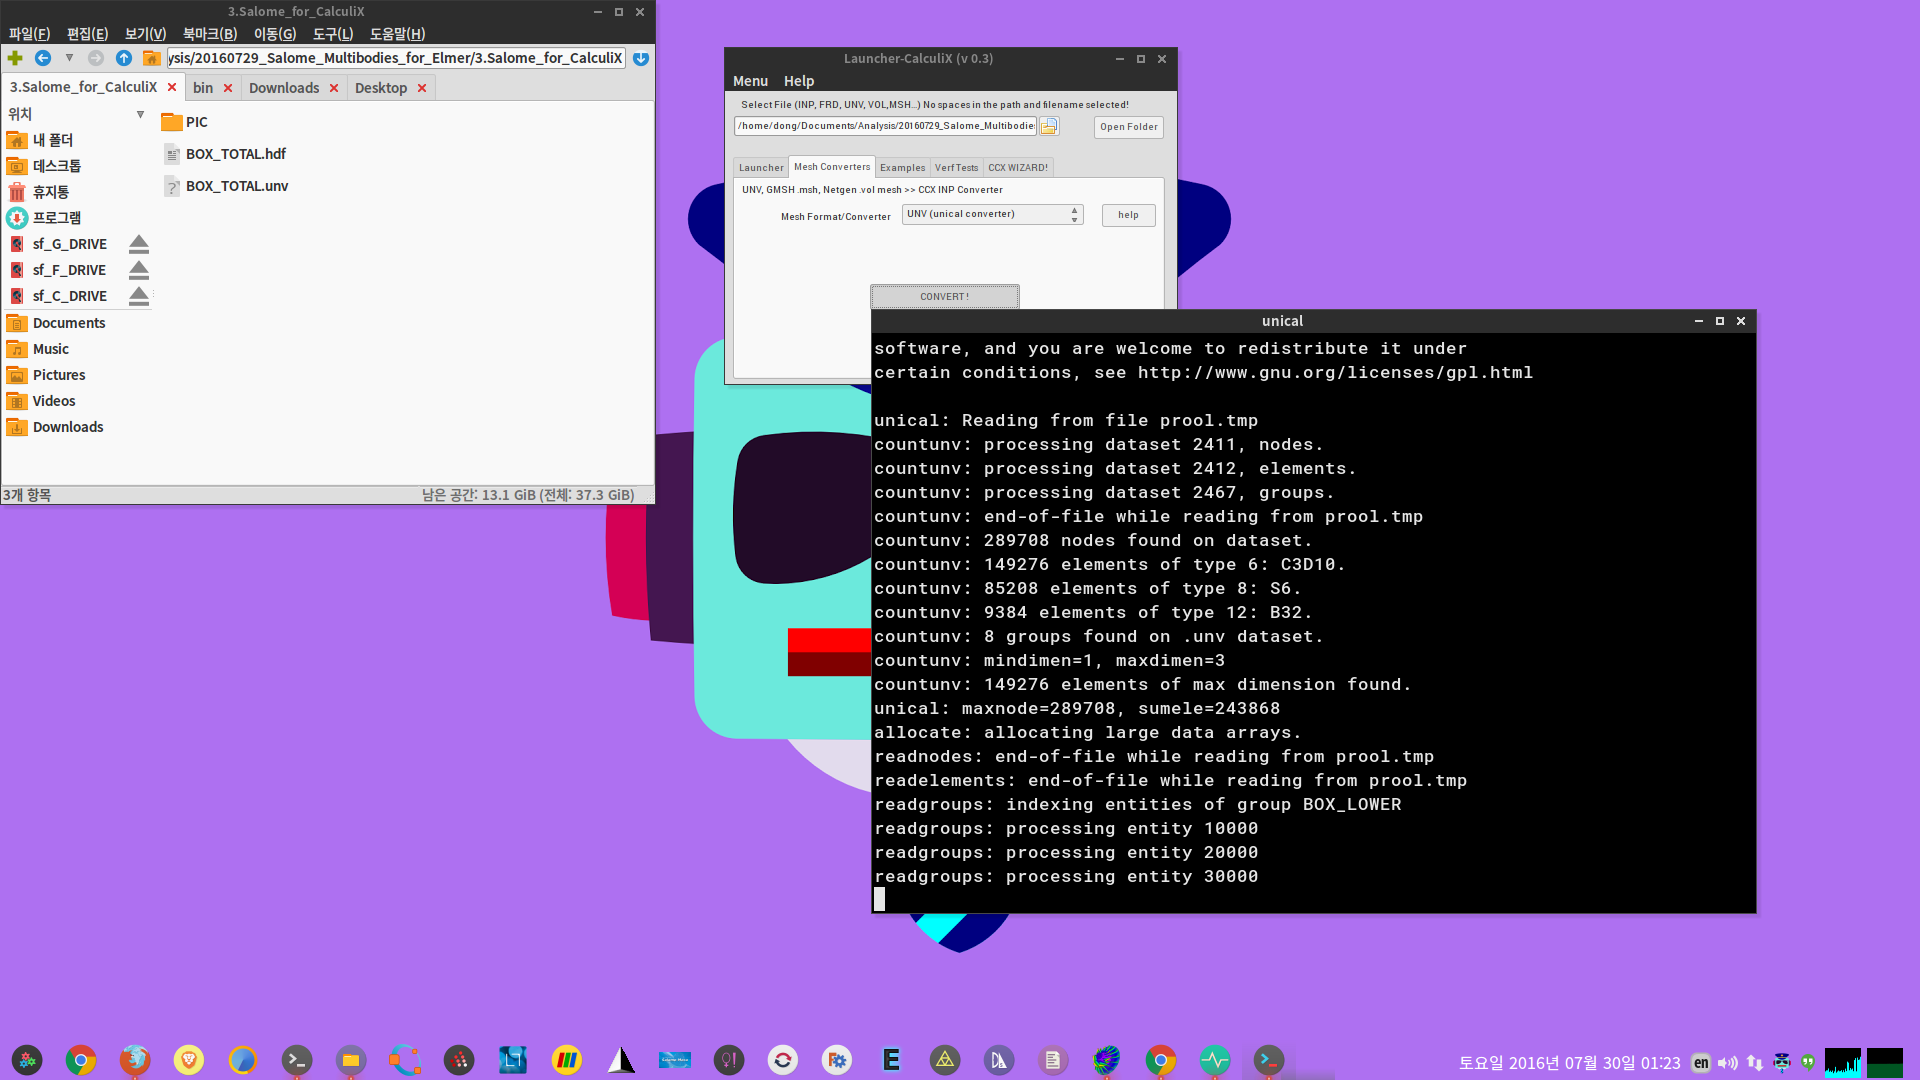 3.Salome_for_CalculiX
파일(F) 편집(E) 보기(V) 북마크(B) 이동(G) 도구(L) 도움말(H)
ysis/20160729_Salome_Multibodies_for_Elmer/3.Salome_for_CalculiX
3.Salome_for_CalculiX bin Downloads Desktop
위치
내 폴더
데스크톱
휴지통
프로그램
sf_G_DRIVE
sf_F_DRIVE
sf_C_DRIVE
Documents
Music
Pictures
Videos
Downloads
PIC
BOX_TOTAL.hdf
BOX_TOTAL.unv
3개 항목
남은 공간: 13.1 GiB (전체: 37.3 GiB)
Launcher-CalculiX (v 0.3)
Menu Help
Select File (INP, FRD, UNV, VOL,MSH...) No spaces in the path and filename selected!
/home/dong/Documents/Analysis/20160729_Salome_Multibodie
Open Folder
Launcher Mesh Converters Examples Verf Tests CCX WIZARD!
UNV, GMSH .msh, Netgen .vol mesh >> CCX INP Converter
Mesh Format/Converter UNV (unical converter) help
CONVERT!
unical
software, and you are welcome to redistribute it under
certain conditions, see http://www.gnu.org/licenses/gpl.html
unical: Reading from file prool.tmp
countunv: processing dataset 2411, nodes.
countunv: processing dataset 2412, elements.
countunv: processing dataset 2467, groups.
countunv: end-of-file while reading from prool.tmp
countunv: 289708 nodes found on dataset.
countunv: 149276 elements of type 6: C3D10.
countunv: 85208 elements of type 8: S6.
countunv: 9384 elements of type 12: B32.
countunv: 8 groups found on .unv dataset.
countunv: mindimen=1, maxdimen=3
countunv: 149276 elements of max dimension found.
unical: maxnode=289708, sumele=243868
allocate: allocating large data arrays.
readnodes: end-of-file while reading from prool.tmp
readelements: end-of-file while reading from prool.tmp
readgroups: indexing entities of group BOX_LOWER
readgroups: processing entity 10000
readgroups: processing entity 20000
readgroups: processing entity 30000
토요일 2016년 07월 30일 01:23 en